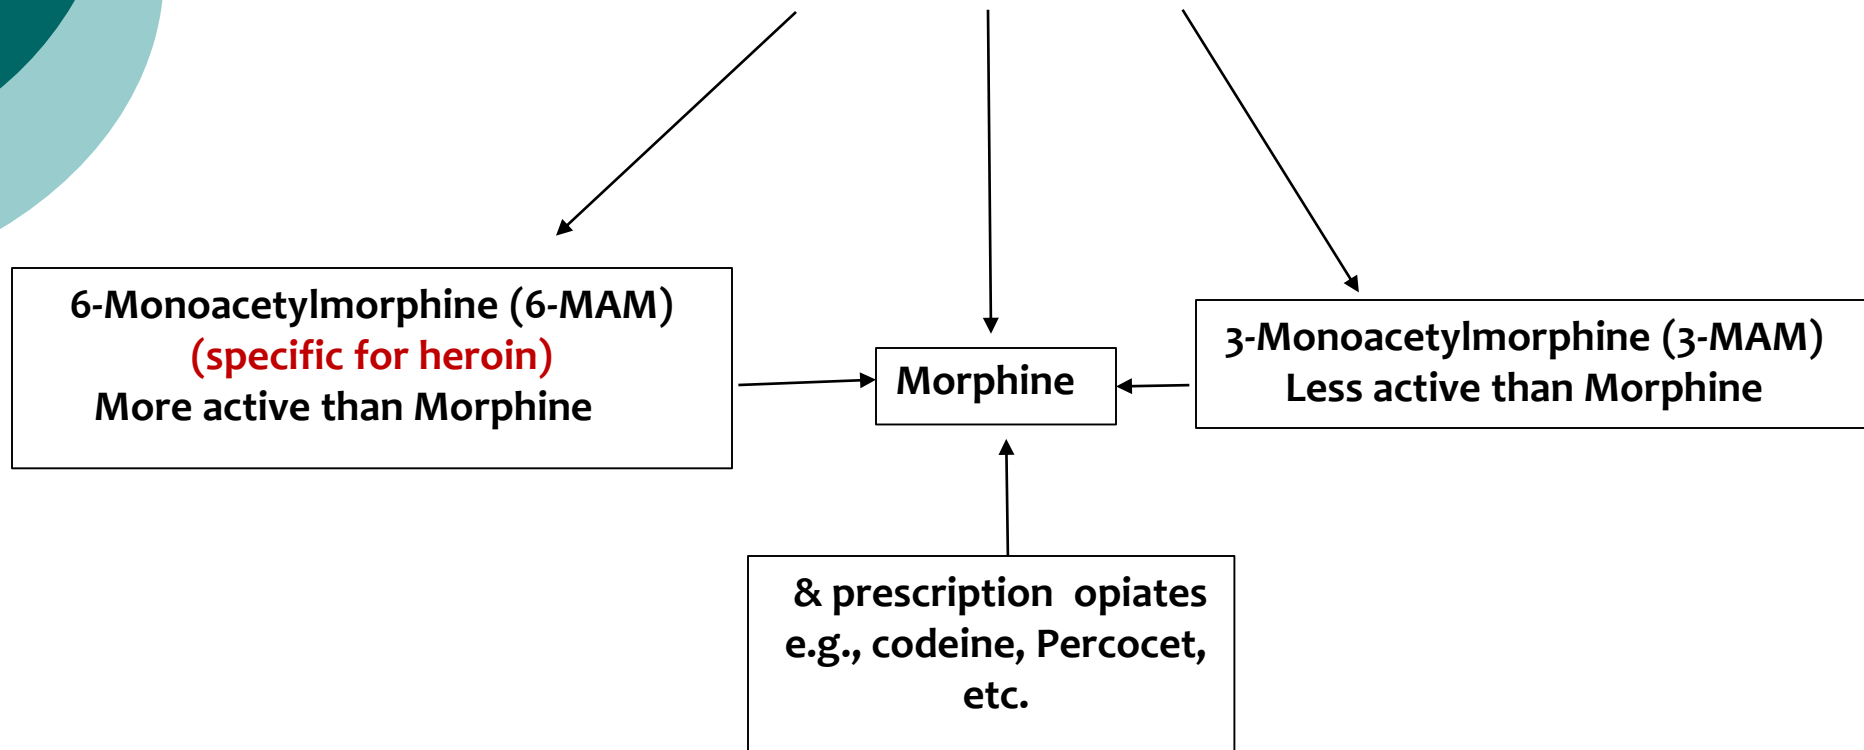 6-Monoacetylmorphine (6-MAM)
(specific for heroin)
More active than Morphine
Morphine
3-Monoacetylmorphine (3-MAM)
Less active than Morphine
& prescription opiates
e.g., codeine, Percocet,
etc.